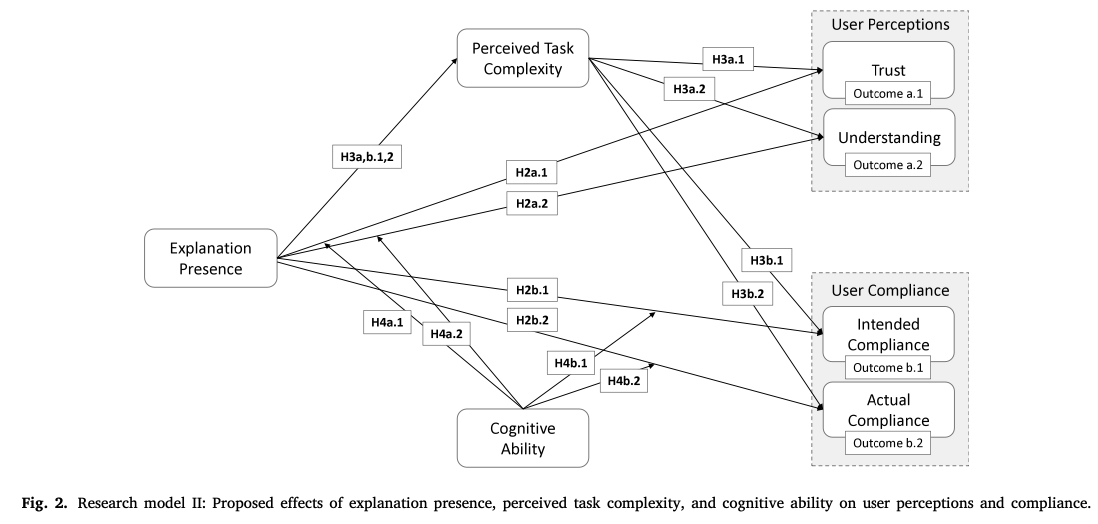 User Perceptions
Perceived Task
Complexity
H3a.1
Trust
Outcome a.1
H3a.2
Understanding
Outcome a.2
H3a,b.1,2
H2a.1
H2a.2
Explanation
Presence
H3b.1
H3b.2
H2b.1
H2b.2
User Compliance
Intended
Compliance
Outcome b.1
H4a.1
H4a.2
H4b.1
H4b.2
Actual
Compliance
Outcome b.2
Cognitive
Ability
Fig. 2. Research model II: Proposed effects of explanation presence, perceived task complexity, and cognitive ability on user perceptions and compliance.